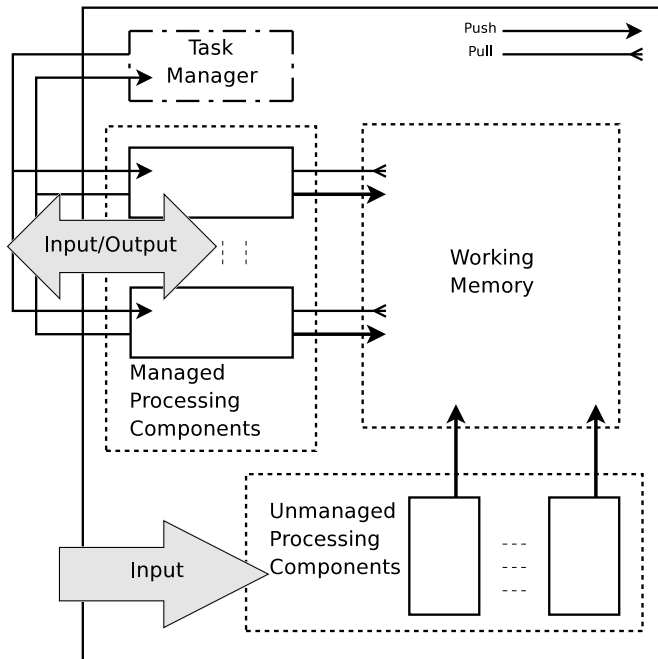 Push
Pull
Task
Manager
Input/Output
Working
Memory
Managed
Processing
Components
Unmanaged
Processing
Components
Input